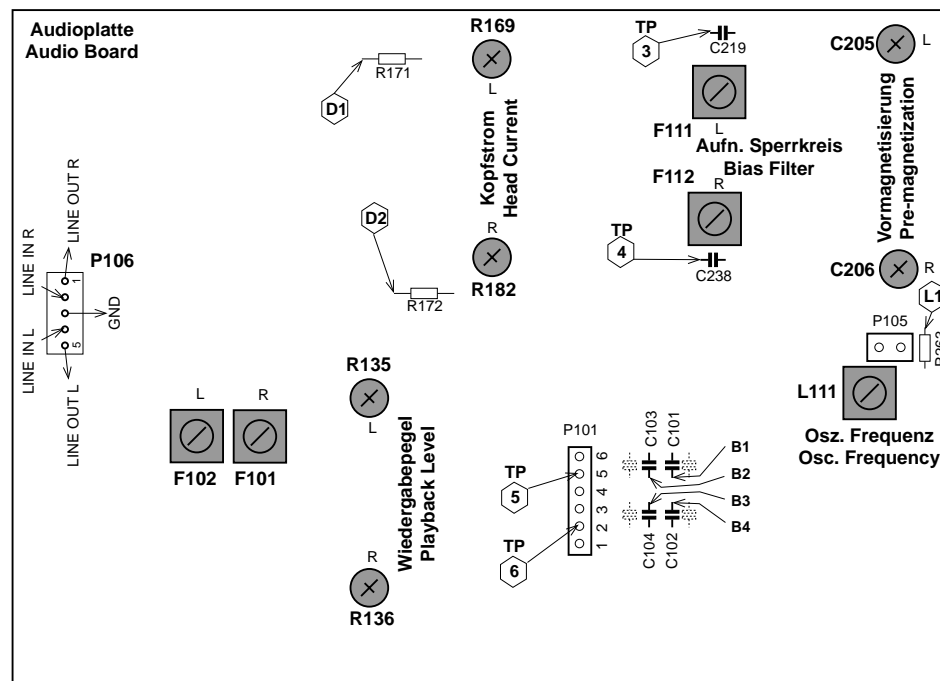 Audioplatte
Audio Board
R169
L
R171
D1
TP
3
C219
C205
L
F111
L
Aufn. Sperrkreis
Bias Filter
F112
R
Kopfstrom
Head Current
Vormagnetisierung
Pre-magnetization
D2
R
R182
R172
TP
4
C238
C206
R
L1
P105
R263
LINE IN R
LINE OUT R
P106
1
GND
5
LINE IN L
LINE OUT L
R135
L
L111
Osz. Frequenz
Osc. Frequency
L
R
F102
F101
Wiedergabepegel
Playback Level
R
R136
P101
6
5
4
3
2
1
TP
5
TP
6
C103
C101
B1
B2
B3
B4
C104
C102